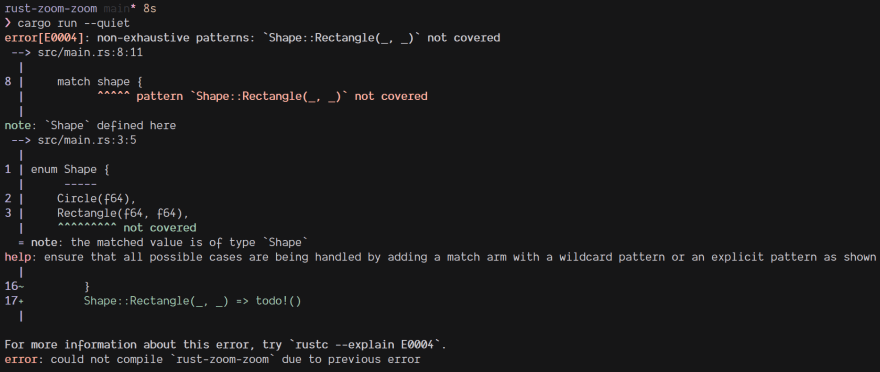 rust-zoom-zoom main* 8s
❯ cargo run --quiet
error[E0004]: non-exhaustive patterns: `Shape::Rectangle(_, _)` not covered
 --> src/main.rs:8:11
  |
8 |     match shape {
  |           ^^^^^ pattern `Shape::Rectangle(_, _)` not covered
  |
note: `Shape` defined here
 --> src/main.rs:3:5
  |
1 | enum Shape {
  |      -----
2 |     Circle(f64),
3 |     Rectangle(f64, f64),
  |     ^^^^^^^^^ not covered
  = note: the matched value is of type `Shape`
help: ensure that all possible cases are being handled by adding a match arm with a wildcard pattern or an explicit pattern as shown
  |
16~         }
17+         Shape::Rectangle(_, _) => todo!()
  |

For more information about this error, try `rustc --explain E0004`.
error: could not compile `rust-zoom-zoom` due to previous error